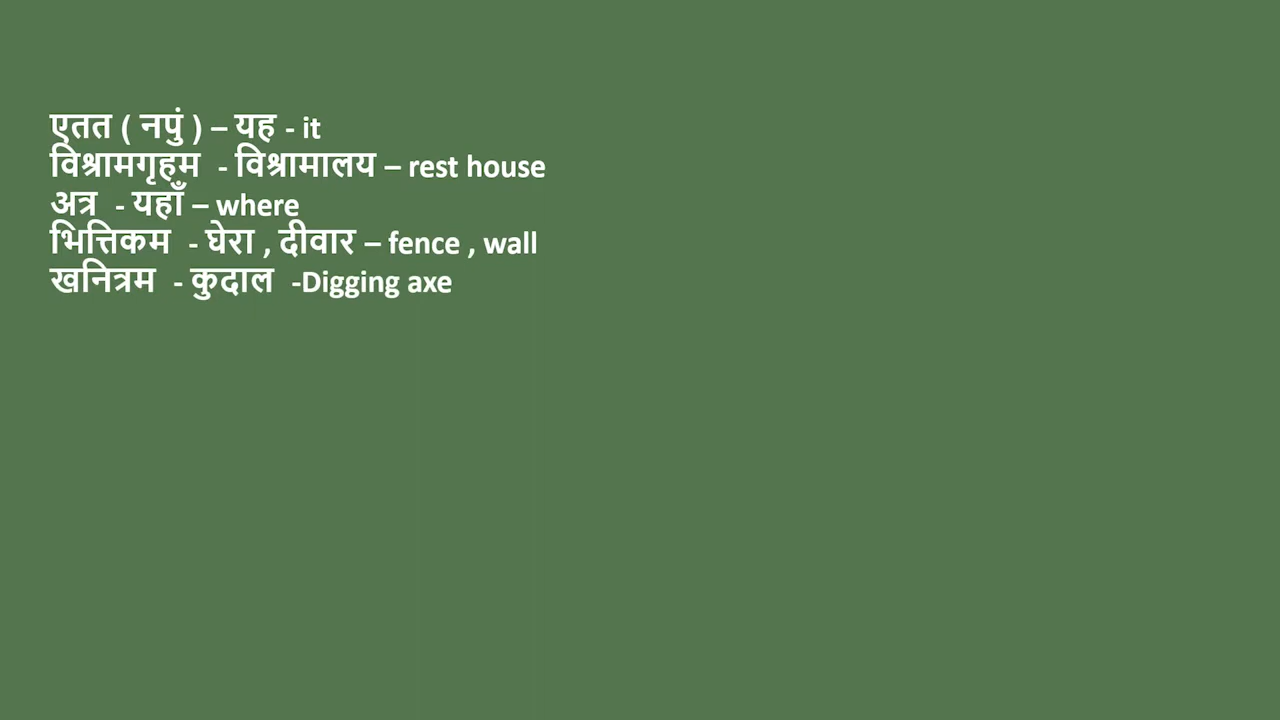 एतत ( नपुं ) – यह - it
विश्रामगृहम - विश्रामालय – rest house
अत्र - यहाँ – where
भित्तिकम - घेरा , दीवार – fence , wall
खनित्रम - कुदाल -Digging axe